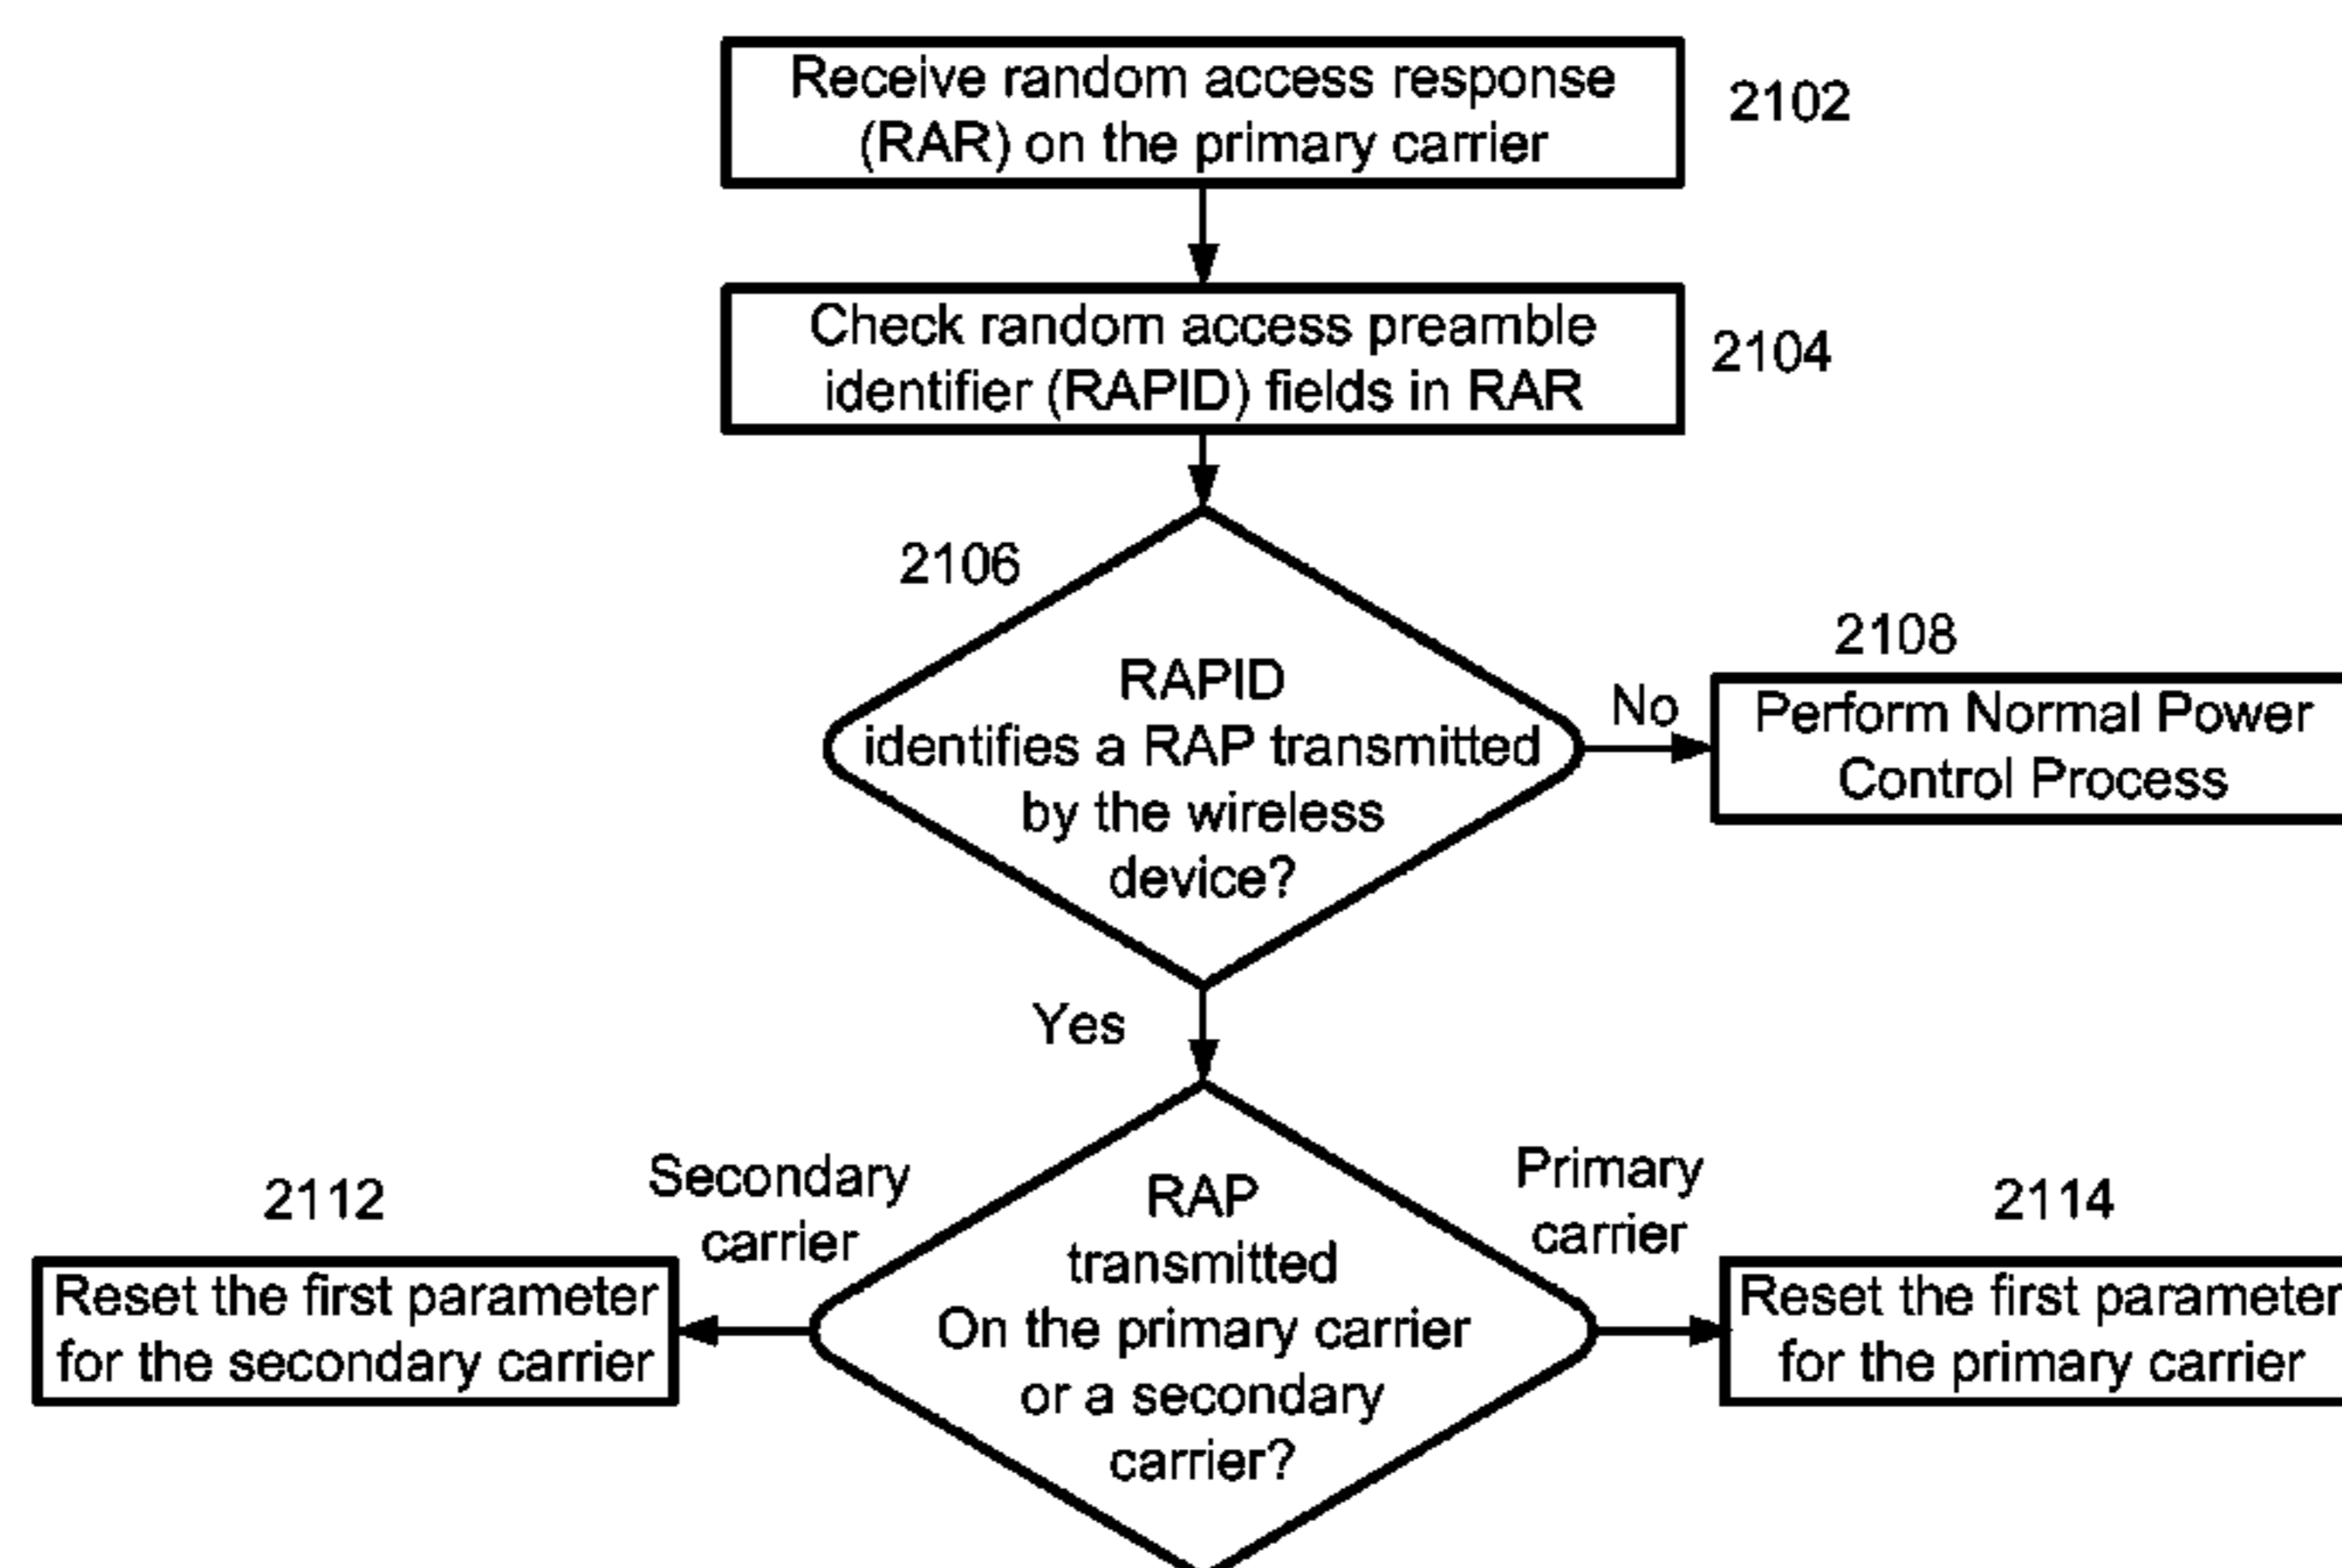 Receive random access response
(RAR) on the primary carrier
2102
Check random access preamble
identifier (RAPID) fields in RAR
2104
2106
RAPID
identifies a RAP transmitted
by the wireless
device?
No
2108
Perform Normal Power
Control Process
Yes
Secondary
carrier
2112
Reset the first parameter
for the secondary carrier
RAP
transmitted
On the primary carrier
or a secondary
carrier?
Primary
carrier
2114
Reset the first parameter
for the primary carrier